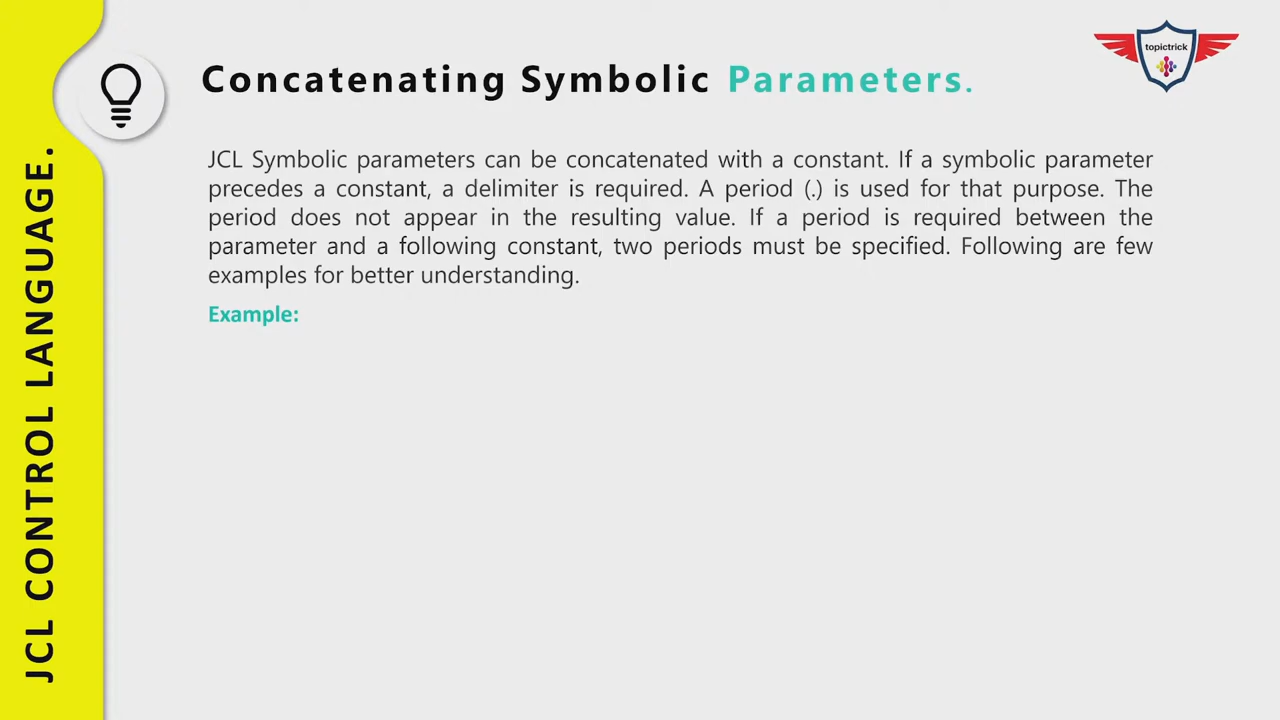 topictrick
Concatenating Symbolic Parameters.
JCL Symbolic parameters can be concatenated with a constant. If a symbolic parameter
precedes a constant, a delimiter is required. A period (.) is used for that purpose. The
period does not appear in the resulting value. If a period is required between the
parameter and a following constant, two periods must be specified. Following are few
examples for better understanding.
Example:
JCL CONTROL LANGUAGE.